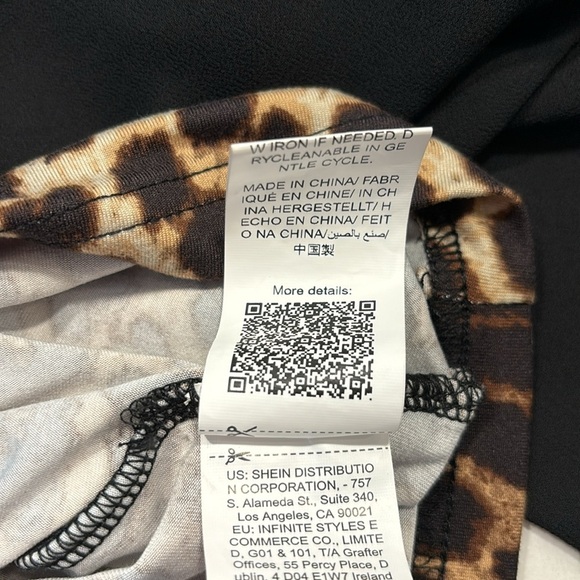 W IRON IF NEEDED. D
RYCLEANABLE IN GE
NTLE CYCLE.
MADE IN CHINA/ FABR
IQUÉ EN CHINE/ IN CH
INA HERGESTELLT/ H
ECHO EN CHINA/ FEIT
O NA CHINA/صنع بالصين/
中国製
More details:
US: SHEIN DISTRIBUTIO
N CORPORATION, - 757
S. Alameda St., Suite 340,
Los Angeles, CA 90021
EU: INFINITE STYLES E
COMMERCE CO., LIMITE
D, G01 & 101, T/A Grafter
Offices, 55 Percy Place, D
ublin. 4 D04 E1W7 Ireland